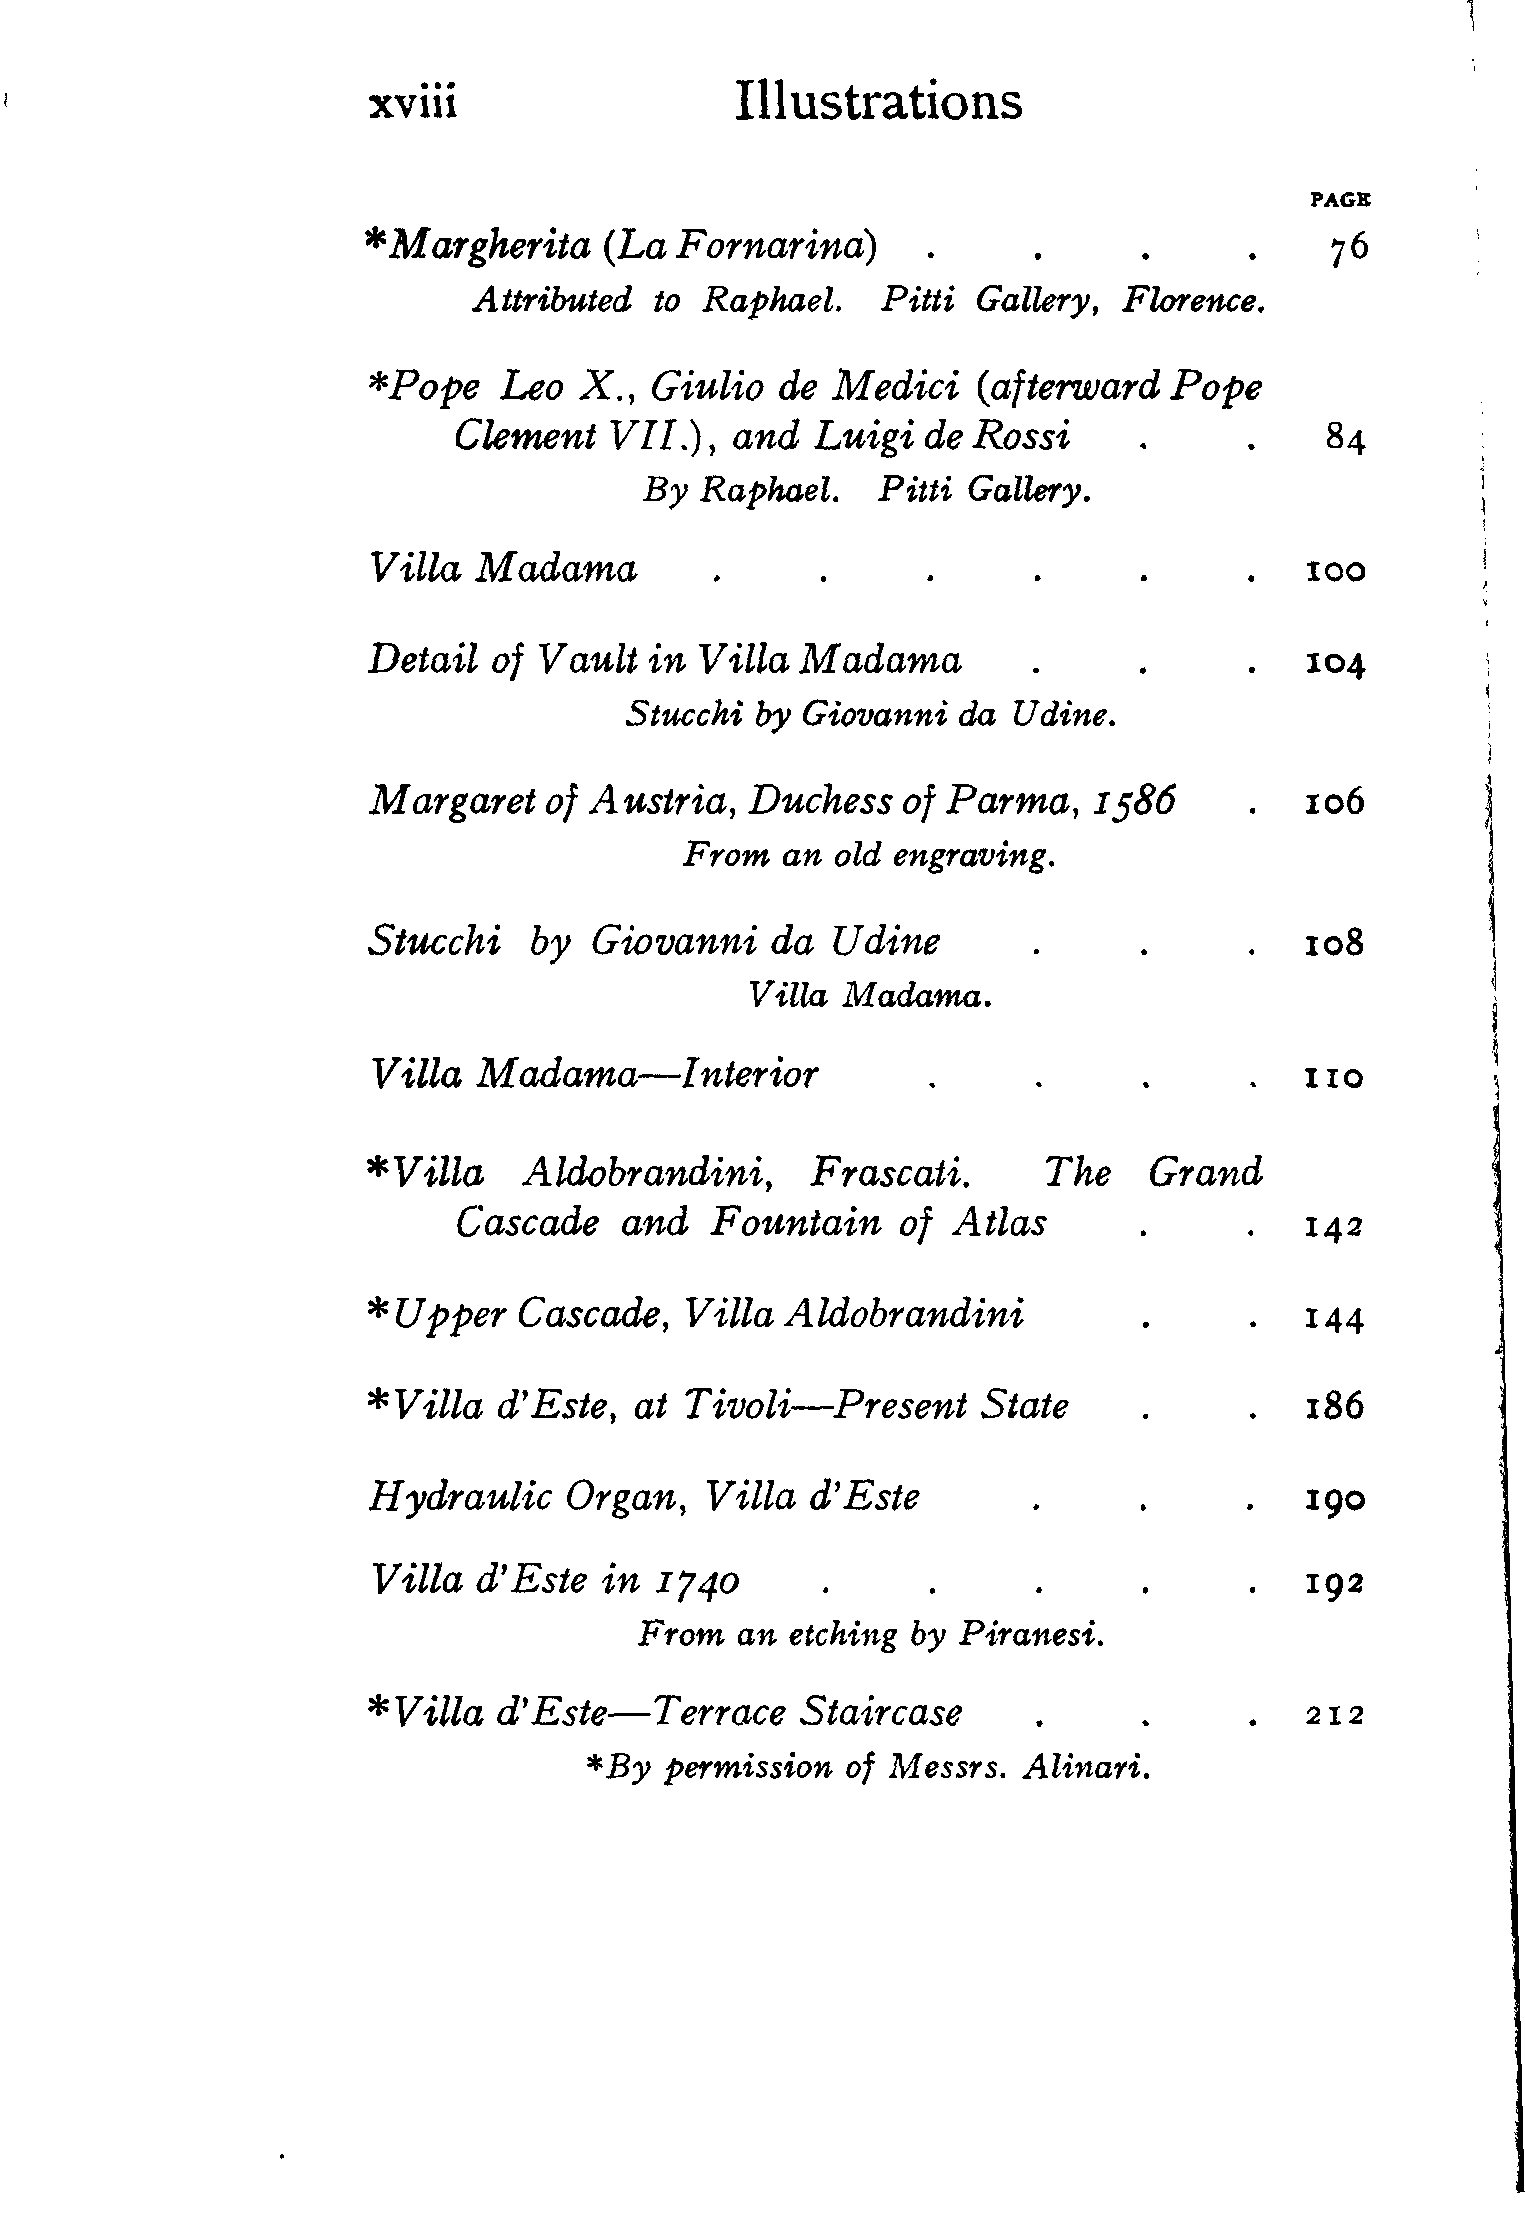 xviii Illustrations
PAGE
*Margherita (La Fornarina) . . . . 76
Attributed to Raphael. Pitti Gallery, Florence.
*Pope Leo X., Giulio de Medici (afterward Pope
Clement VII.), and Luigi de Rossi . . 84
By Raphael. Pitti Gallery.
Villa Madama . . . . . . 100
Detail of Vault in Villa Madama . . . 104
Stucchi by Giovanni da Udine.
Margaret of Austria, Duchess of Parma, 1586 . 106
From an old engraving.
Stucchi by Giovanni da Udine . . . 108
Villa Madama.
Villa Madama—Interior . . . . 110
*Villa Aldobrandini, Frascati. The Grand
Cascade and Fountain of Atlas . . 142
*Upper Cascade, Villa Aldobrandini . . 144
*Villa d'Este, at Tivoli—Present State . . 186
Hydraulic Organ, Villa d'Este . . . 190
Villa d'Este in 1740 . . . . . 192
From an etching by Piranesi.
*Villa d'Este—Terrace Staircase . . . 212
*By permission of Messrs. Alinari.